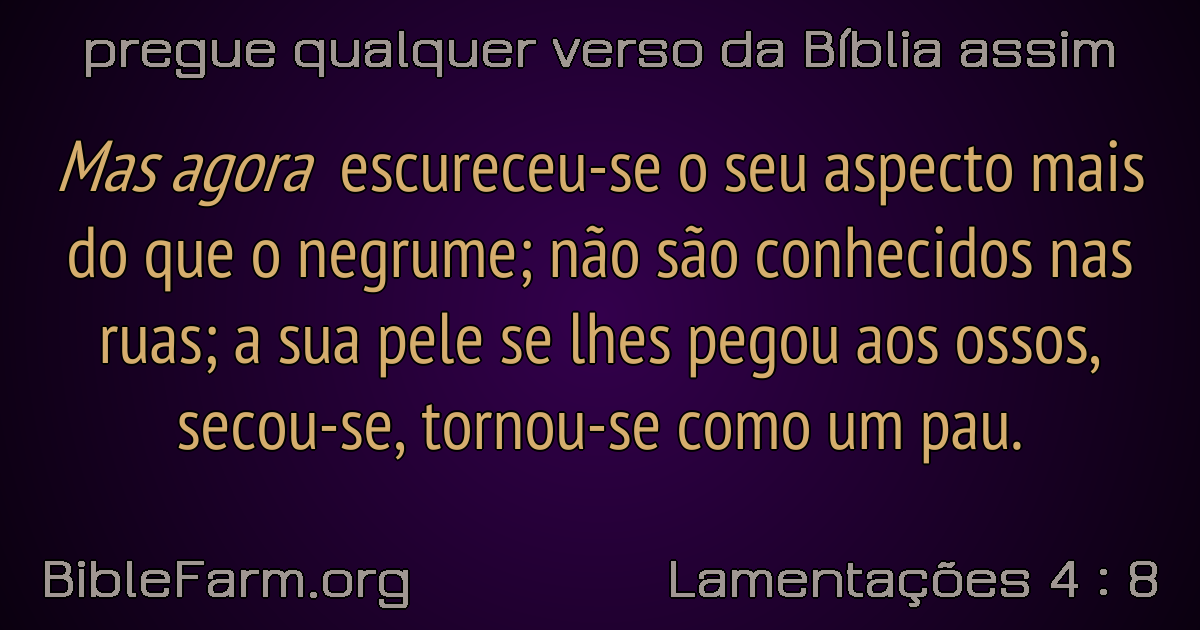 pregue qualquer verso da Bíblia assim
Mas agora escureceu-se o seu aspecto mais
do que o negrume; não são conhecidos nas
ruas; a sua pele se lhes pegou aos ossos,
secou-se, tornou-se como um pau.
BibleFarm.org
Lamentações 4 : 8